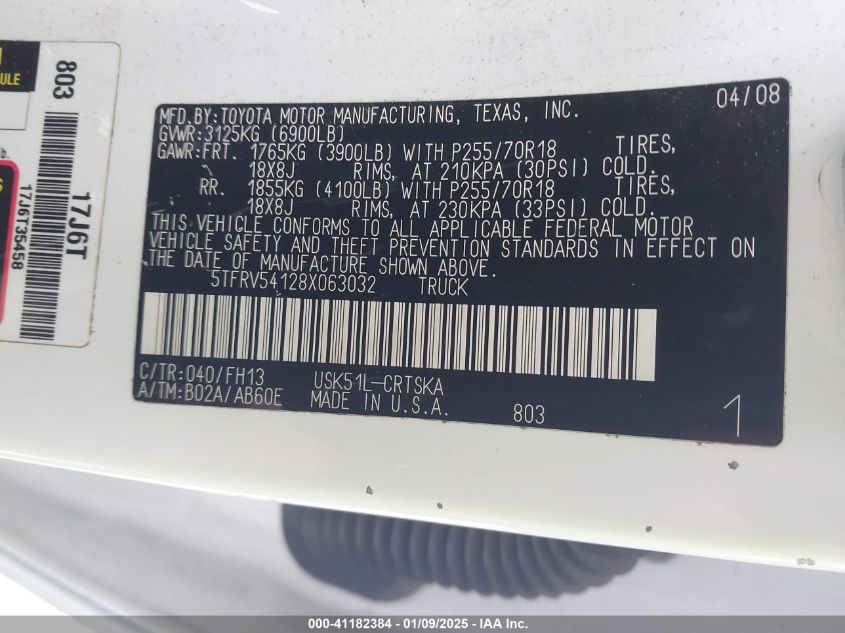 ULE
803
lb.
17J6T
17J6T35458
04/08
MFD.BY:TOYOTA MOTOR MANUFACTURING, TEXAS, INC.
GVWR:3125KG (6900LB)
GAWR:FRT. 1765KG (3900LB) WITH P255/70R18 TIRES,
18X8J RIMS, AT 210KPA (30PSI) COLD.
RR. 1855KG (4100LB) WITH P255/70R18 TIRES,
18X8J RIMS, AT 230KPA (33PSI) COLD.
THIS VEHICLE CONFORMS TO ALL APPLICABLE FEDERAL MOTOR
VEHICLE SAFETY AND THEFT PREVENTION STANDARDS IN EFFECT ON
THE DATE OF MANUFACTURE SHOWN ABOVE.
5TFRV54128X063032 TRUCK
C/TR:040/FH13 USK51L-CRTSKA
A/TM:B02A/AB60E MADE IN U.S.A. 803 1
000-41182384 - 01/09/2025 - IAA Inc.